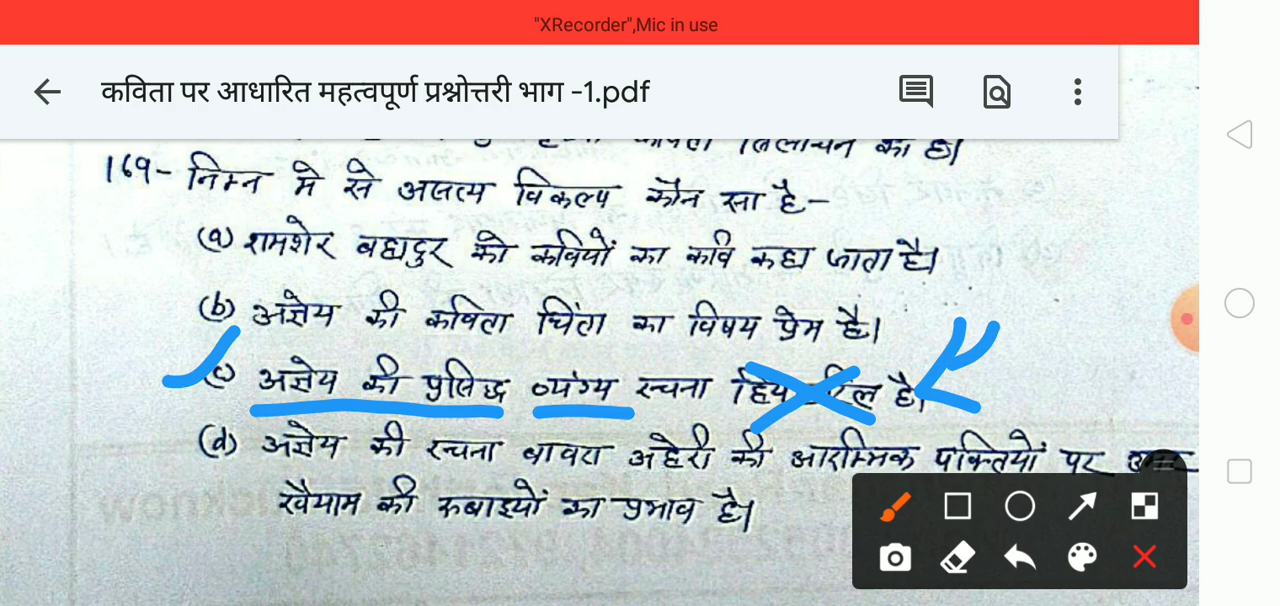 "XRecorder",Mic in use
कविता पर आधारित महत्वपूर्ण प्रश्नोत्तरी भाग -1.pdf
त्रिलोचन की है।
169- निम्न मे से असत्य विकल्प कौन सा है-
(a) शमशेर बहादुर को कवियों का कवि कहा जाता है।
(b) अज्ञेय की कविता चिंता का विषय प्रेम है।
(c) अज्ञेय की प्रसिद्ध व्यंग्य रचना है।
(d) अज्ञेय की रचना बावरा अहेरी की आरम्भिक पंक्तियों पर
खैयाम की रुबाइयों का प्रभाव है।